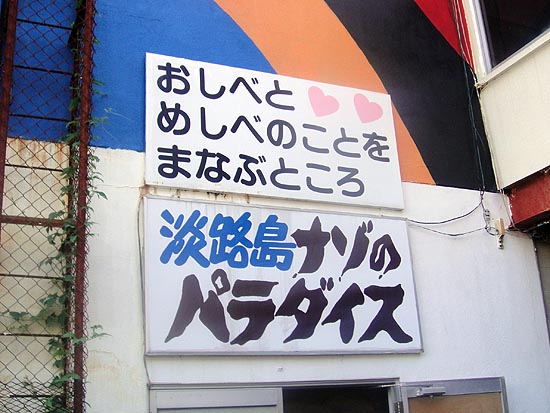 おしべと
めしべのことを
まなぶところ
淡路島ナゾの
パラダイス